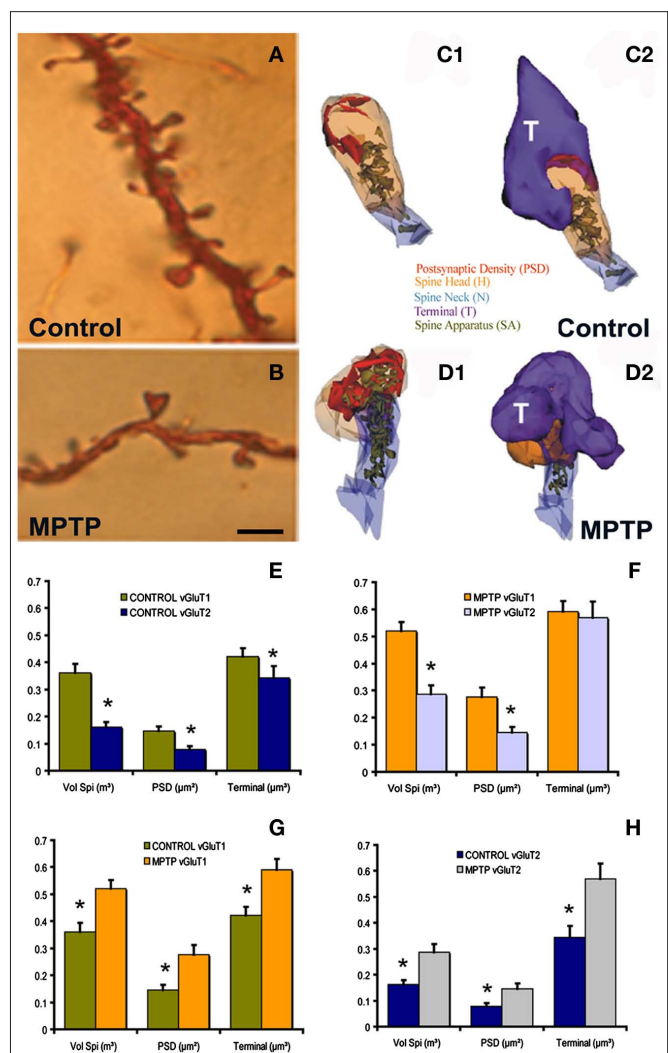 A
C1
C2
T
Postsynaptic Density (PSD)
Spine Head (H)
Spine Neck (N)
Terminal (T)
Spine Apparatus (SA)
Control
Control
B
D1
D2
T
MPTP
MPTP
E
0.7
0.6
0.5
0.4
0.3
0.2
0.1
0
CONTROL vGluT1
CONTROL vGluT2
*
*
*
Vol Spi (m³)
PSD (µm²)
Terminal (µm³)
F
0.7
0.6
0.5
0.4
0.3
0.2
0.1
0
MPTP vGluT1
MPTP vGluT2
*
*
Vol Spi (m³)
PSD (µm²)
Terminal (µm³)
G
0.7
0.6
0.5
0.4
0.3
0.2
0.1
0
CONTROL vGluT1
MPTP vGluT1
*
*
*
Vol Spi (m³)
PSD (µm²)
Terminal (µm³)
H
0.7
0.6
0.5
0.4
0.3
0.2
0.1
0
CONTROL vGluT2
MPTP vGluT2
*
*
*
Vol Spi (m³)
PSD (µm²)
Terminal (µm³)